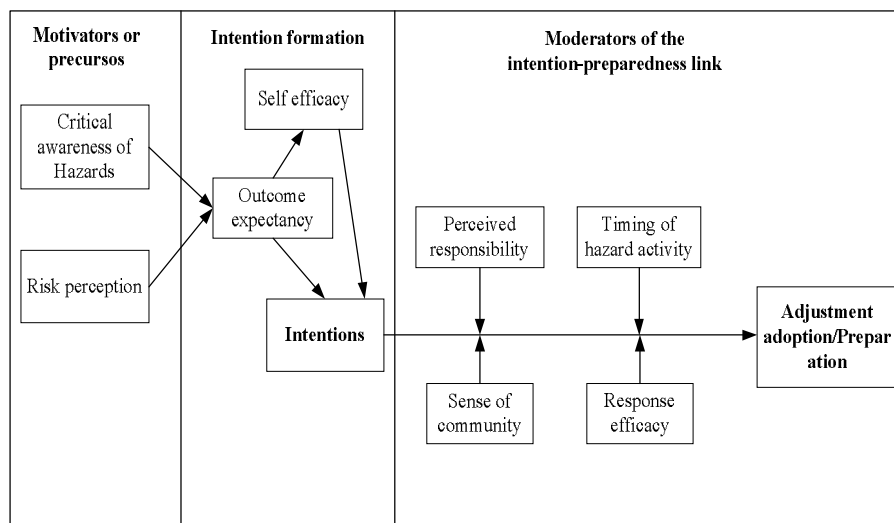 Motivators or
precursos
Intention formation
Moderators of the
intention-preparedness link
Self efficacy
Critical
awareness of
Hazards
Outcome
expectancy
Perceived
responsibility
Timing of
hazard activity
Risk perception
Intentions
Adjustment
adoption/Prepar
ation
Sense of
community
Response
efficacy